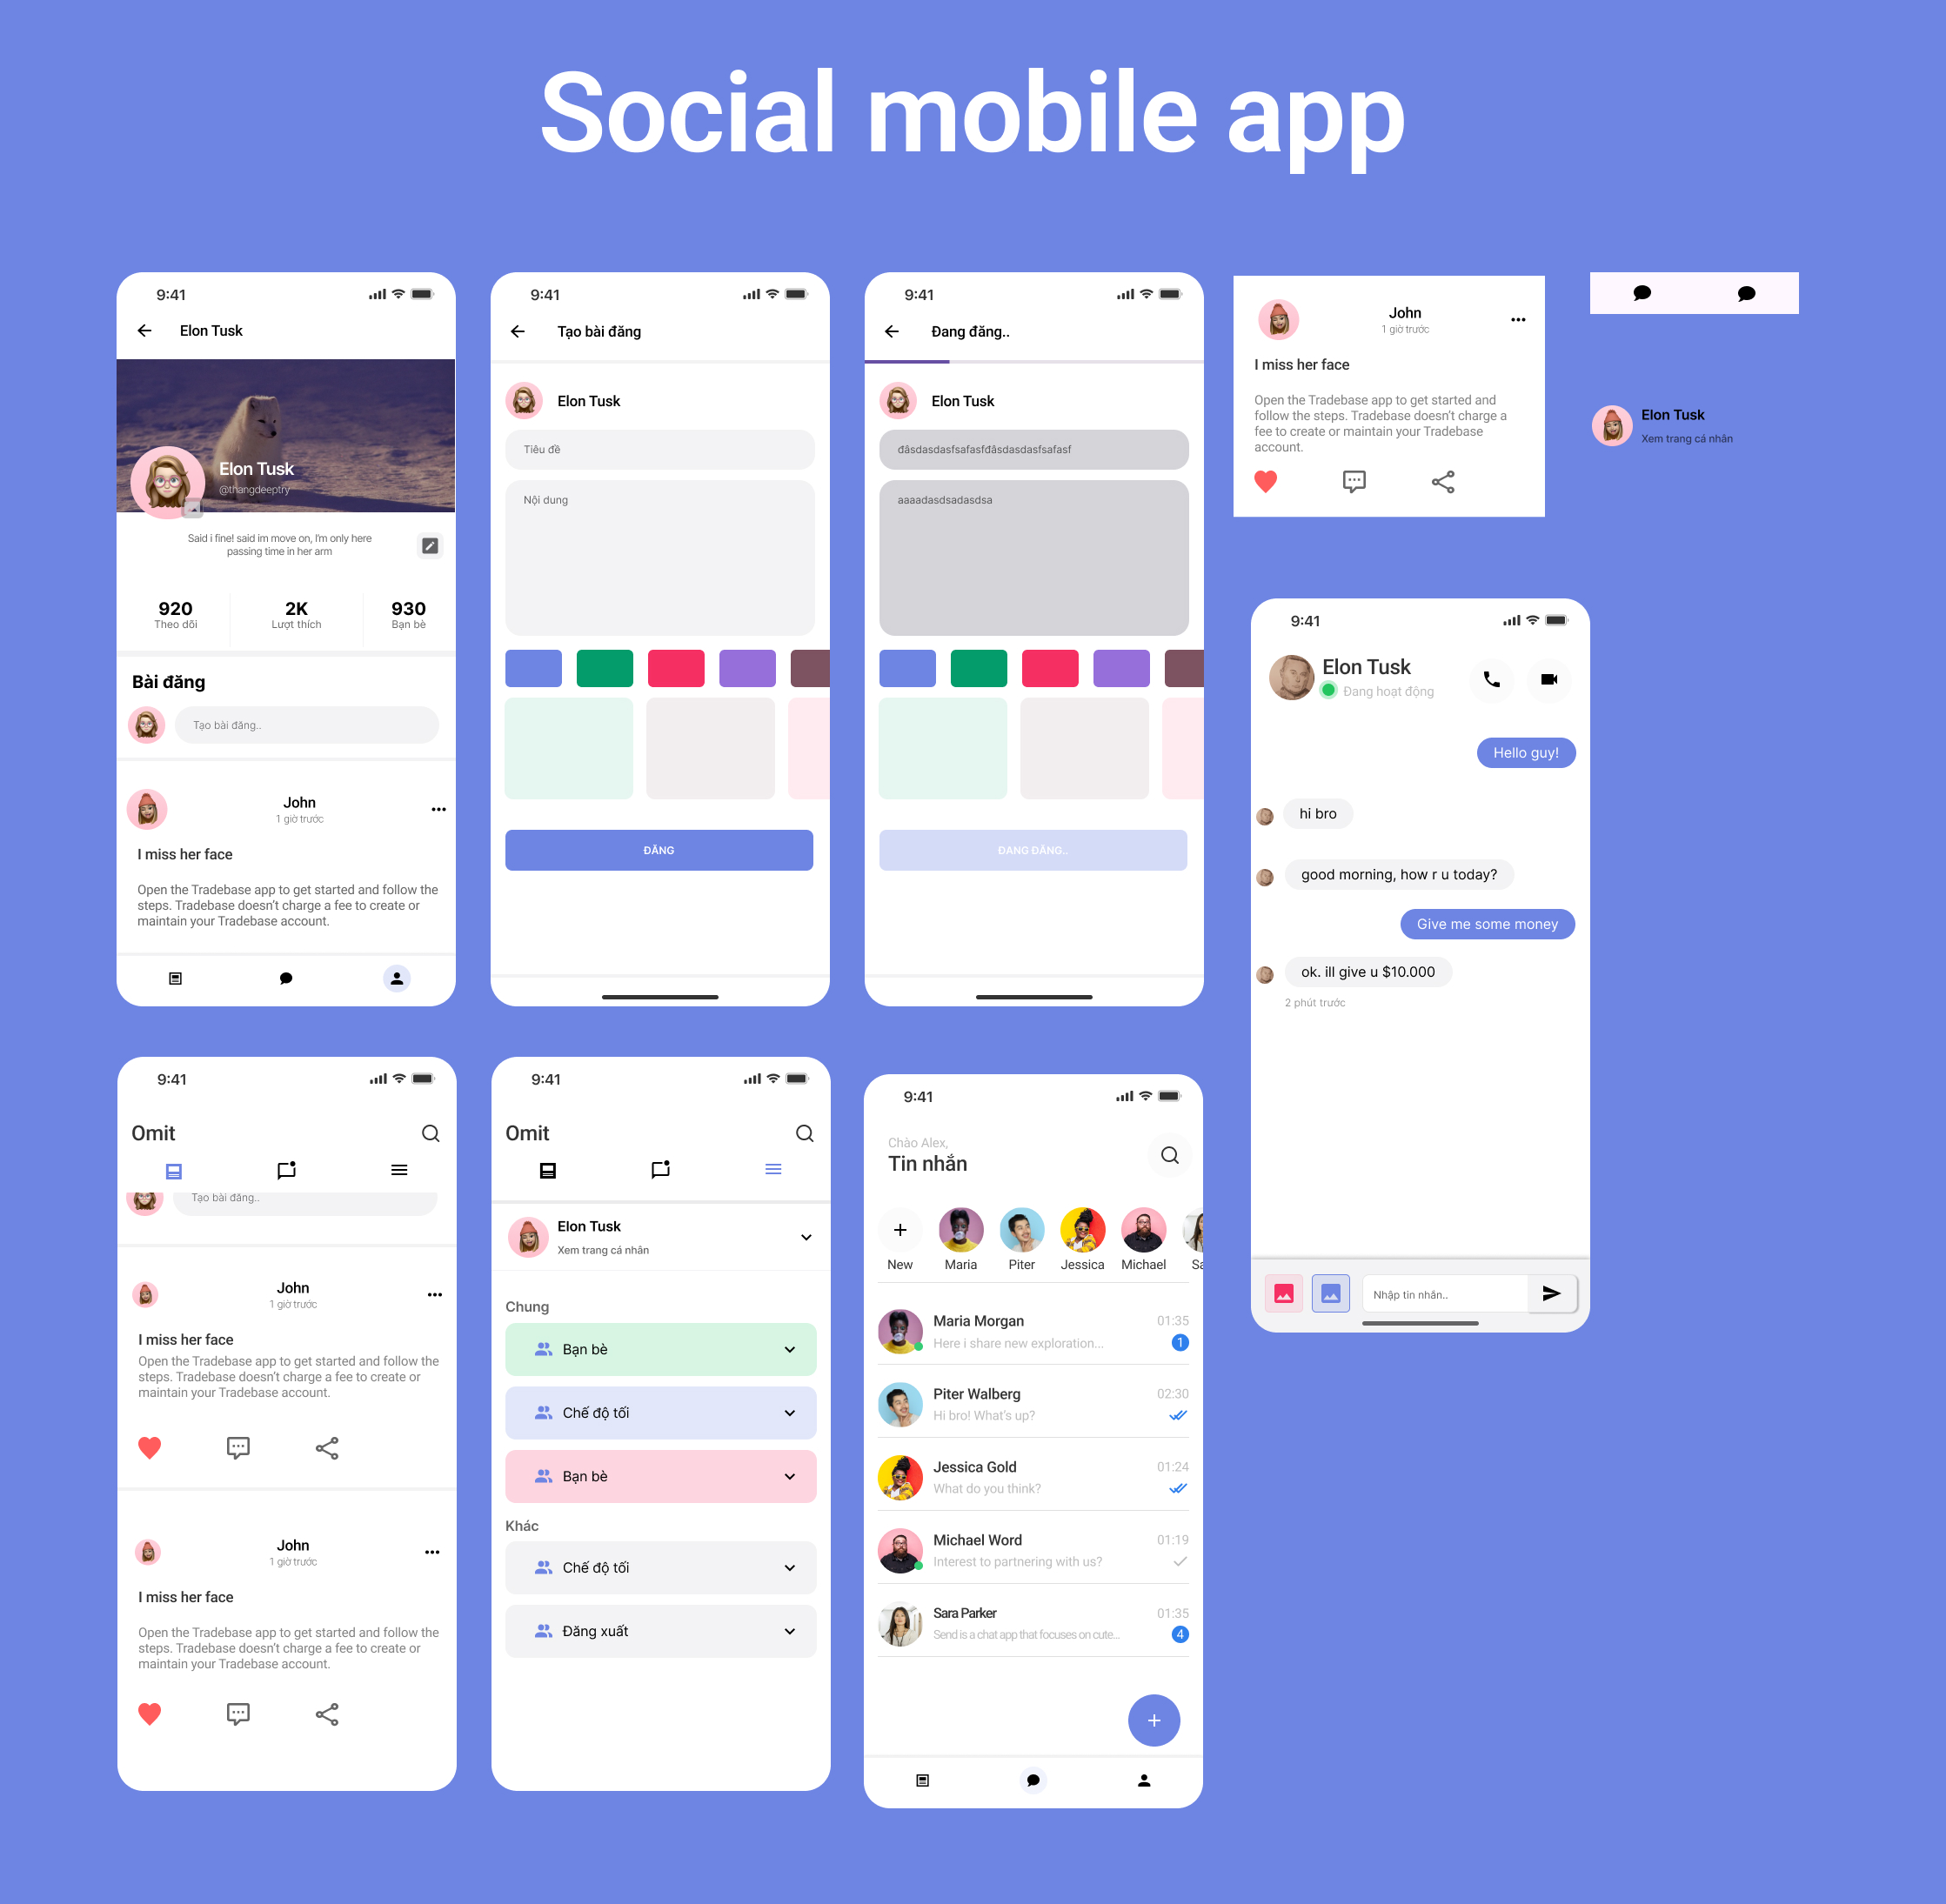 Social mobile app
9:41
Elon Tusk
Elon Tusk
@thangdeeptry
Said i fine! said im move on, I'm only here
passing time in her arm
920
Theo dõi
2K
Lượt thích
930
Bạn bè
Bài đăng
Tạo bài đăng..
John
1 giờ trước
I miss her face
Open the Tradebase app to get started and follow the
steps. Tradebase doesn't charge a fee to create or
maintain your Tradebase account.
9:41
Tạo bài đăng
Elon Tusk
Tiêu đề
Nội dung
ĐĂNG
9:41
Đang đăng..
Elon Tusk
đâsdasdasfsafasfđâsdasdasfsafasf
aaaadasdsadasdsa
ĐANG ĐĂNG..
John
1 giờ trước
I miss her face
Open the Tradebase app to get started and
follow the steps. Tradebase doesn't charge a
fee to create or maintain your Tradebase
account.
Elon Tusk
Xem trang cá nhân
9:41
Elon Tusk
Đang hoạt động
Hello guy!
hi bro
good morning, how r u today?
Give me some money
ok. ill give u $10.000
2 phút trước
Nhập tin nhắn..
9:41
Omit
Tạo bài đăng..
John
1 giờ trước
I miss her face
Open the Tradebase app to get started and follow the
steps. Tradebase doesn't charge a fee to create or
maintain your Tradebase account.
John
1 giờ trước
I miss her face
Open the Tradebase app to get started and follow the
steps. Tradebase doesn't charge a fee to create or
maintain your Tradebase account.
9:41
Omit
Elon Tusk
Xem trang cá nhân
Chung
Bạn bè
Chế độ tối
Bạn bè
Khác
Chế độ tối
Đăng xuất
9:41
Chào Alex,
Tin nhắn
New
Maria
Piter
Jessica
Michael
Sa
Maria Morgan
01:35
Here i share new exploration...
1
Piter Walberg
02:30
Hi bro! What's up?
Jessica Gold
01:24
What do you think?
Michael Word
01:19
Interest to partnering with us?
Sara Parker
01:35
Send is a chat app that focuses on cute...
4